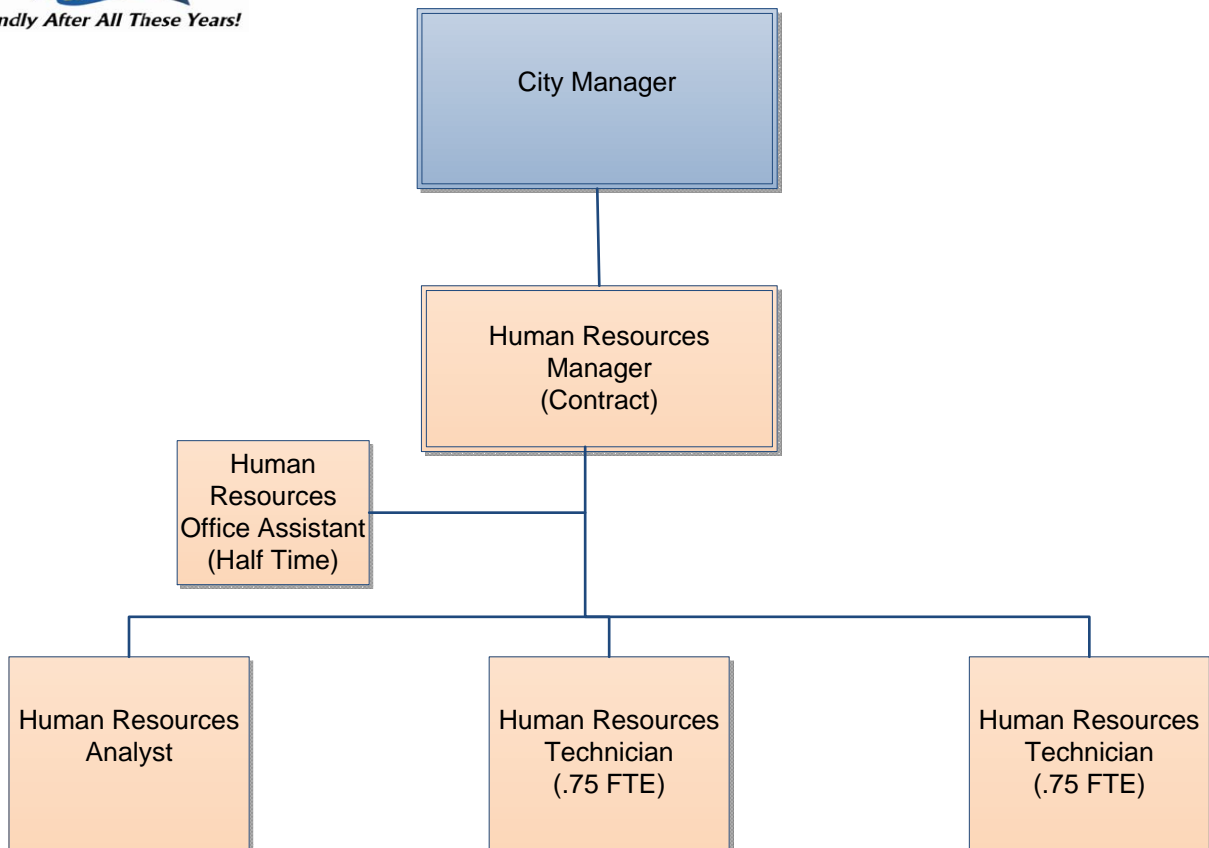 After All These Years!
City Manager
Human Resources
Manager
(Contract)
Human
Resources
Office Assistant
(Half Time)
Human Resources
Analyst
Human Resources
Technician
(.75 FTE)
Human Resources
Technician
(.75 FTE)